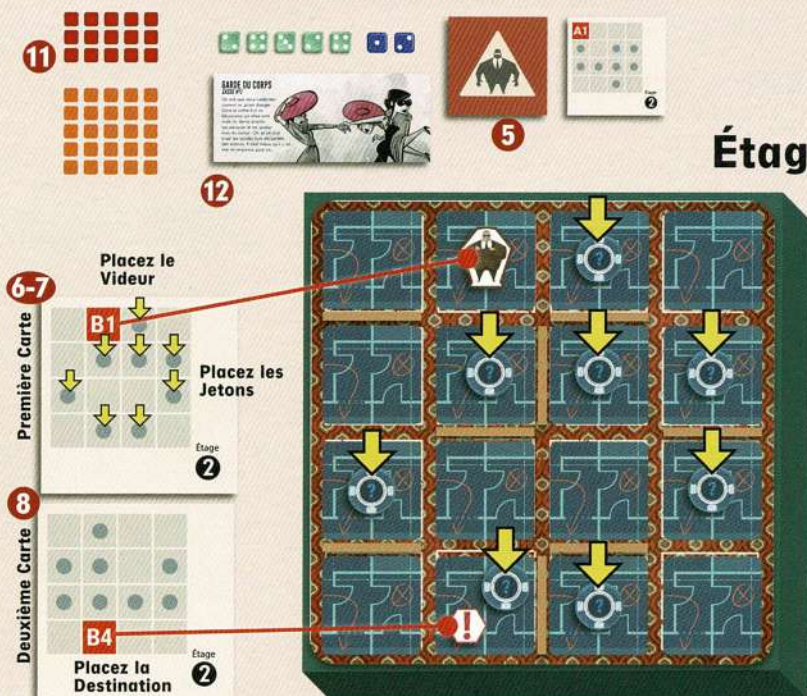 11
12
GARDE DU CORPS
5
A1
Étage
2
Étag
6-7
Première Carte
Placez le
Videur
B1
Placez les
Jetons
Étage
2
8
Deuxième Carte
B4
Placez la
Destination
Étage
2
?
?
?
?
?
?
?
?
!